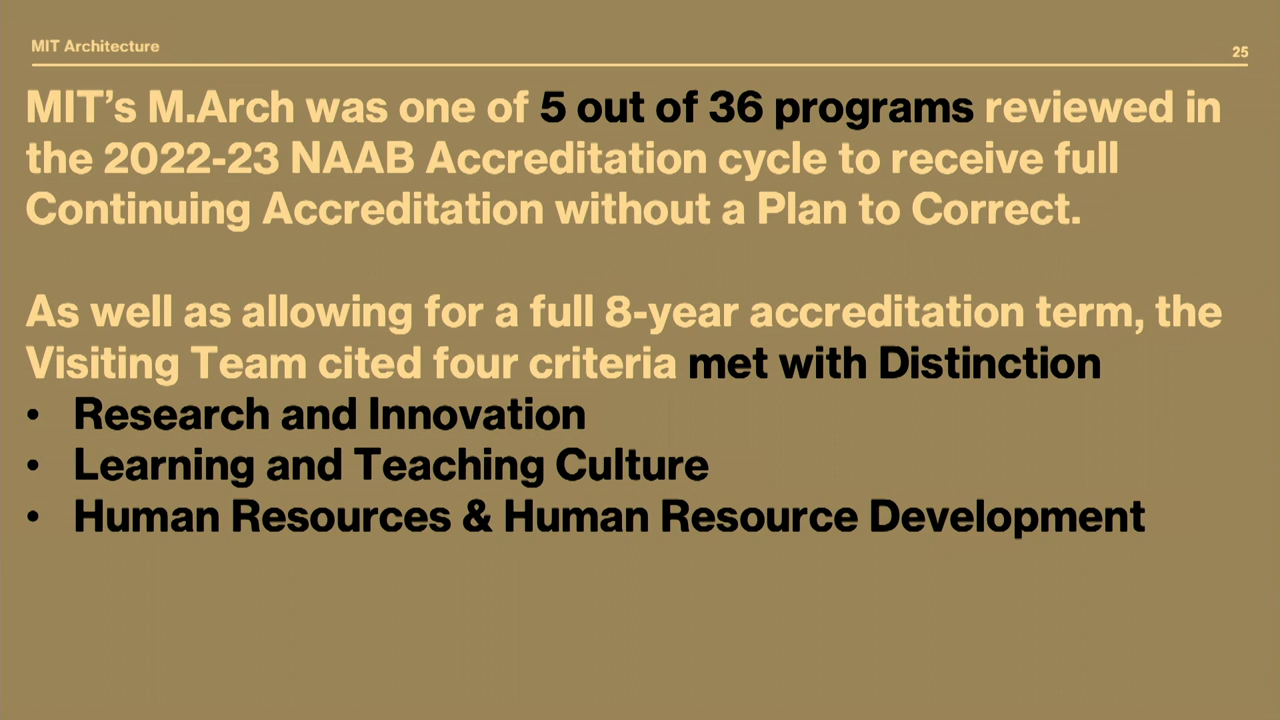 MIT Architecture
25
MIT’s M.Arch was one of 5 out of 36 programs reviewed in
the 2022-23 NAAB Accreditation cycle to receive full
Continuing Accreditation without a Plan to Correct.
As well as allowing for a full 8-year accreditation term, the
Visiting Team cited four criteria met with Distinction
• Research and Innovation
• Learning and Teaching Culture
• Human Resources & Human Resource Development